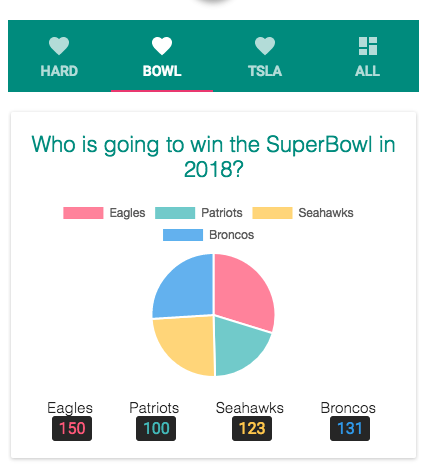 HARD BOWL TSLA ALL
Who is going to win the SuperBowl in
2018?
Eagles Patriots Seahawks
Broncos
Eagles Patriots Seahawks Broncos
150 100 123 131